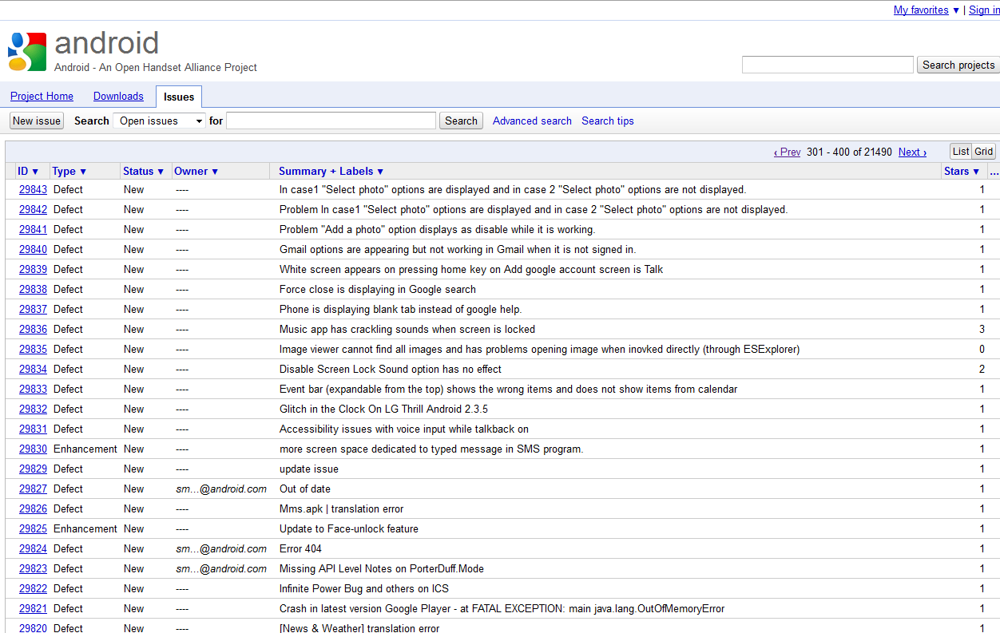 My favorites ▼ | Sign in
android
Android - An Open Handset Alliance Project
Search projects
Project Home Downloads Issues
New issue Search Open issues for Search Advanced search Search tips
‹ Prev 301 - 400 of 21490 Next › List Grid
ID ▼ Type ▼ Status ▼ Owner ▼ Summary + Labels ▼ Stars ▼ ...
29843 Defect New ---- In case1 "Select photo" options are displayed and in case 2 "Select photo" options are not displayed. 1
29842 Defect New ---- Problem In case1 "Select photo" options are displayed and in case 2 "Select photo" options are not displayed. 1
29841 Defect New ---- Problem "Add a photo" option displays as disable while it is working. 1
29840 Defect New ---- Gmail options are appearing but not working in Gmail when it is not signed in. 1
29839 Defect New ---- White screen appears on pressing home key on Add google account screen is Talk 1
29838 Defect New ---- Force close is displaying in Google search 1
29837 Defect New ---- Phone is displaying blank tab instead of google help. 1
29836 Defect New ---- Music app has crackling sounds when screen is locked 3
29835 Defect New ---- Image viewer cannot find all images and has problems opening image when inovked directly (through ESExplorer) 0
29834 Defect New ---- Disable Screen Lock Sound option has no effect 2
29833 Defect New ---- Event bar (expandable from the top) shows the wrong items and does not show items from calendar 1
29832 Defect New ---- Glitch in the Clock On LG Thrill Android 2.3.5 1
29831 Defect New ---- Accessibility issues with voice input while talkback on 1
29830 Enhancement New ---- more screen space dedicated to typed message in SMS program. 1
29829 Defect New ---- update issue 1
29827 Defect New sm...@android.com Out of date 1
29826 Defect New ---- Mms.apk | translation error 1
29825 Enhancement New ---- Update to Face-unlock feature 1
29824 Defect New sm...@android.com Error 404 1
29823 Defect New sm...@android.com Missing API Level Notes on PorterDuff.Mode 1
29822 Defect New ---- Infinite Power Bug and others on ICS 1
29821 Defect New ---- Crash in latest version Google Player - at FATAL EXCEPTION: main java.lang.OutOfMemoryError 1
29820 Defect New ---- [News & Weather] translation error 1